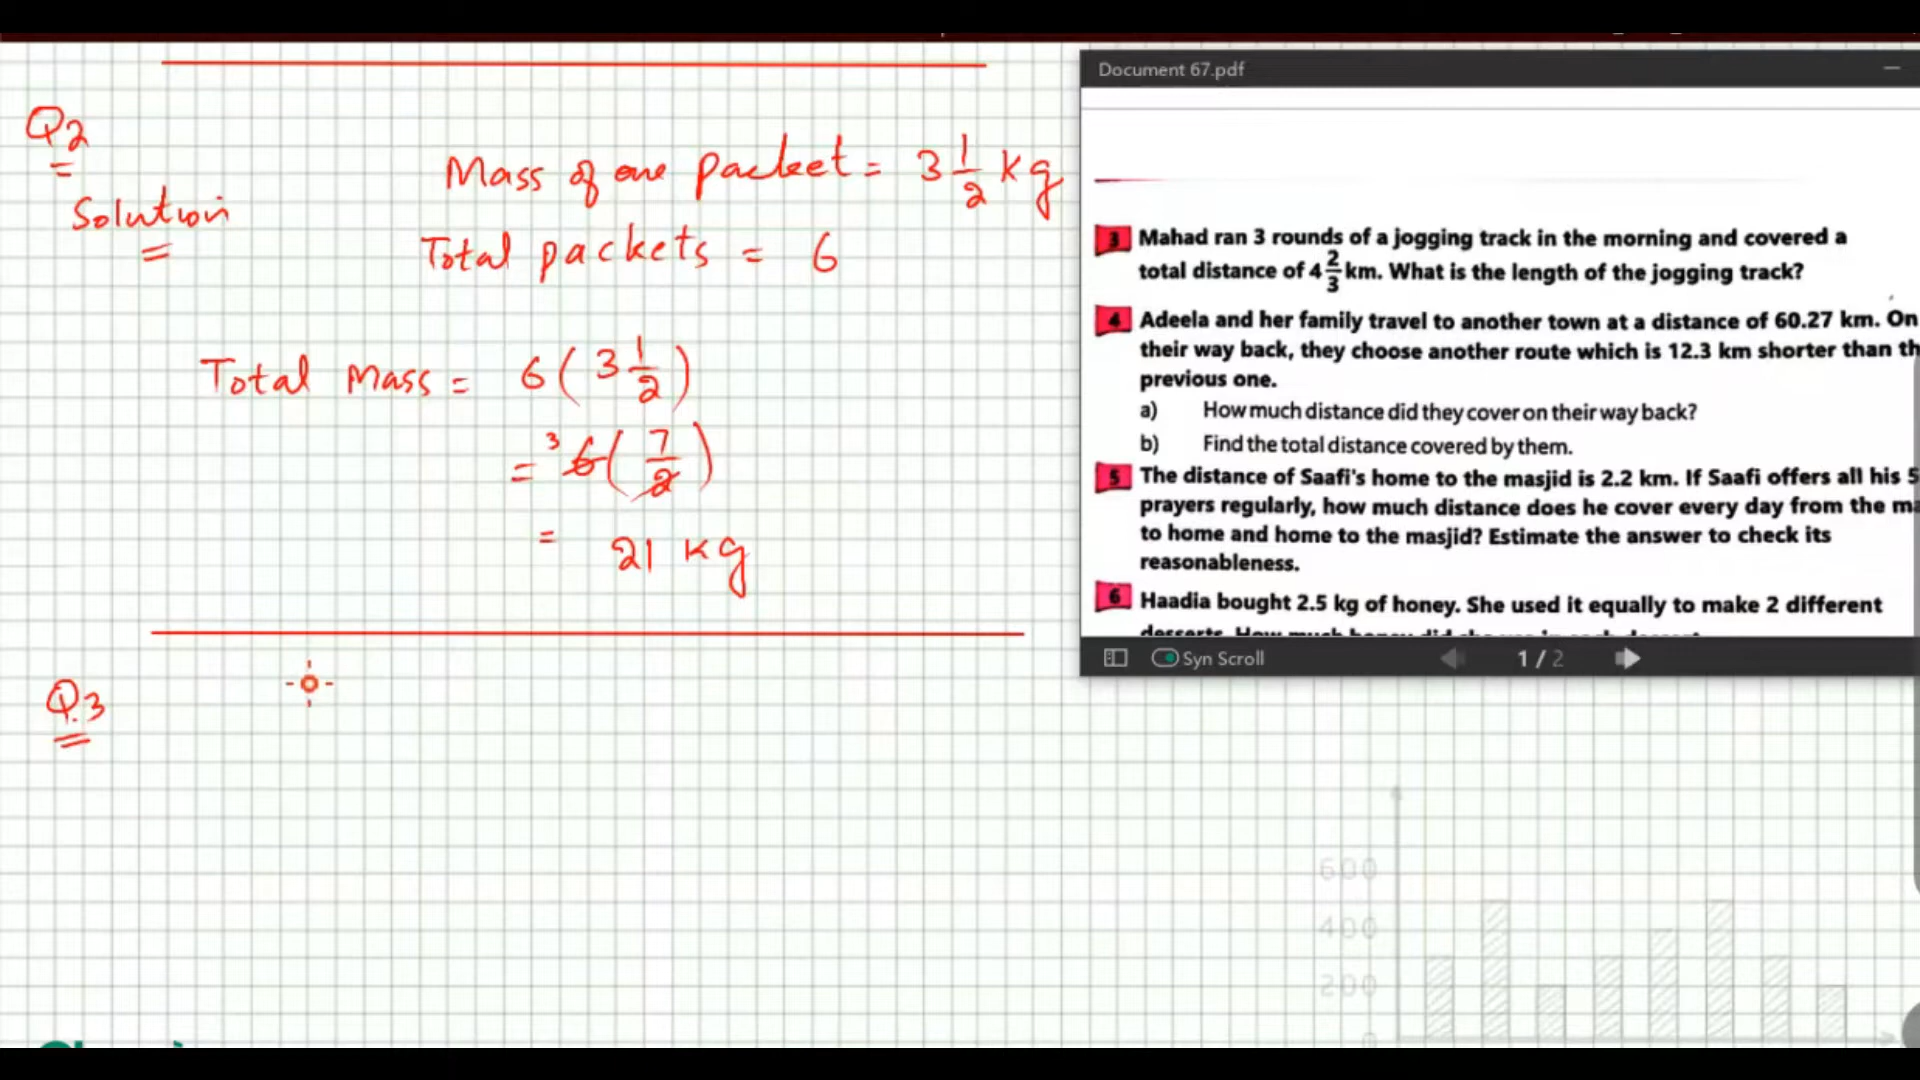 Q2
Solution
Mass of one packet = 3 1/2 kg
Total packets = 6
Total Mass = 6 ( 3 1/2 )
= 3 6 ( 7/2 )
= 21 kg
Q.3
Document 67.pdf
3 Mahad ran 3 rounds of a jogging track in the morning and covered a
total distance of 4 2/3 km. What is the length of the jogging track?
4 Adeela and her family travel to another town at a distance of 60.27 km. On
their way back, they choose another route which is 12.3 km shorter than th
previous one.
a) How much distance did they cover on their way back?
b) Find the total distance covered by them.
5 The distance of Saafi's home to the masjid is 2.2 km. If Saafi offers all his 5
prayers regularly, how much distance does he cover every day from the ma
to home and home to the masjid? Estimate the answer to check its
reasonableness.
6 Haadia bought 2.5 kg of honey. She used it equally to make 2 different
Syn Scroll
1 / 2
600
400
200
0